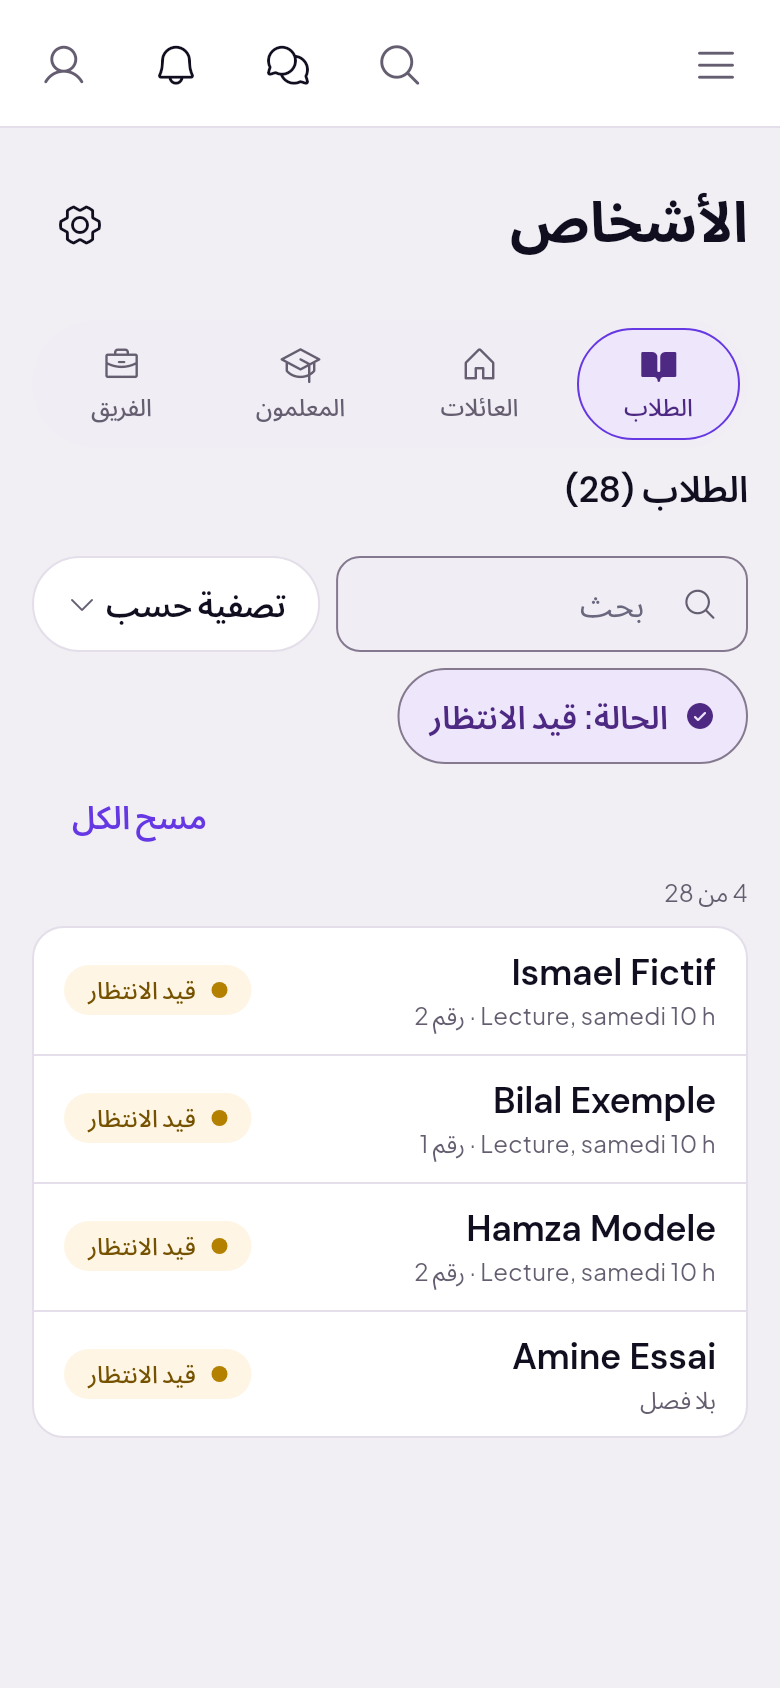 الأشخاص
الطلاب
العائلات
المعلمون
الفريق
الطلاب (28)
بحث
تصفية حسب
الحالة: قيد الانتظار
مسح الكل
4 من 28
Ismael Fictif
قيد الانتظار
Lecture, samedi 10 h · رقم 2
Bilal Exemple
قيد الانتظار
Lecture, samedi 10 h · رقم 1
Hamza Modele
قيد الانتظار
Lecture, samedi 10 h · رقم 2
Amine Essai
قيد الانتظار
بلا فصل